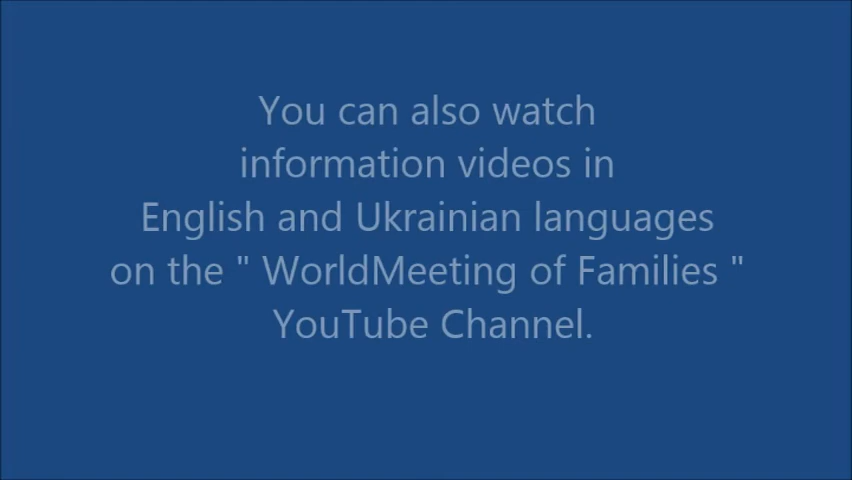 You can also watch
information videos in
English and Ukrainian languages
on the " WorldMeeting of Families "
YouTube Channel.